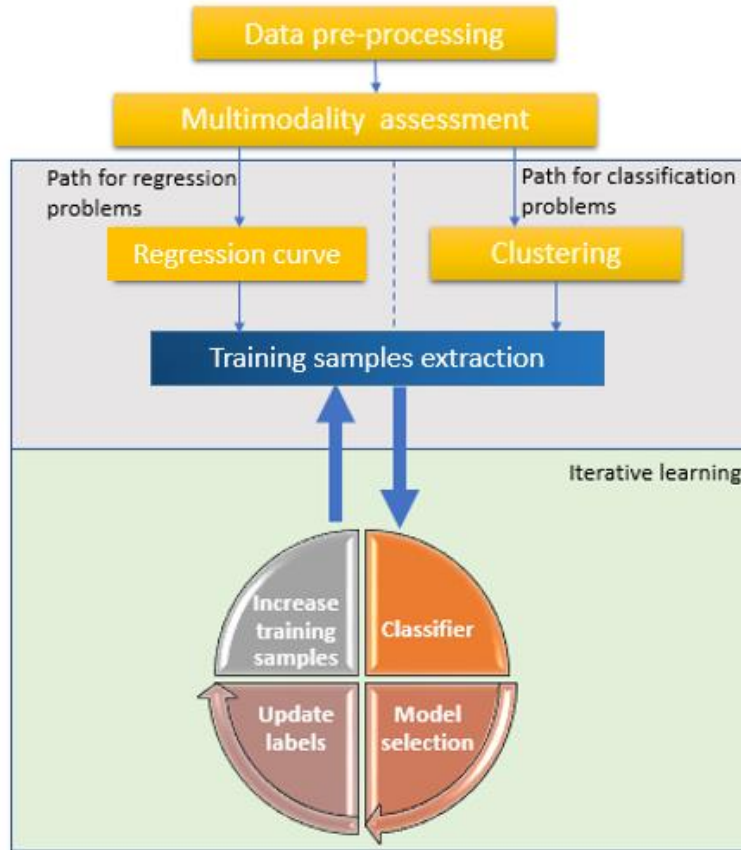 Data pre-processing
Multimodality assessment
Path for regression
problems
Path for classification
problems
Regression curve
Clustering
Training samples extraction
Iterative learning
Increase
training
samples
Classifier
Update
labels
Model
selection